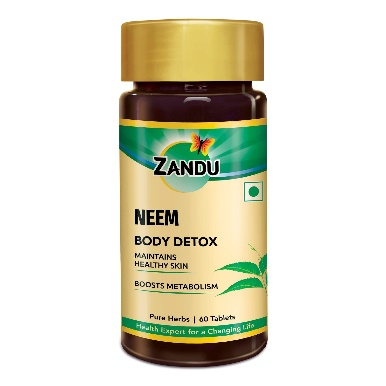 ZANDU
NEEM
BODY DETOX
MAINTAINS
HEALTHY SKIN
BOOSTS METABOLISM
Pure Herbs | 60 Tablets
Health Expert for a Changing Life